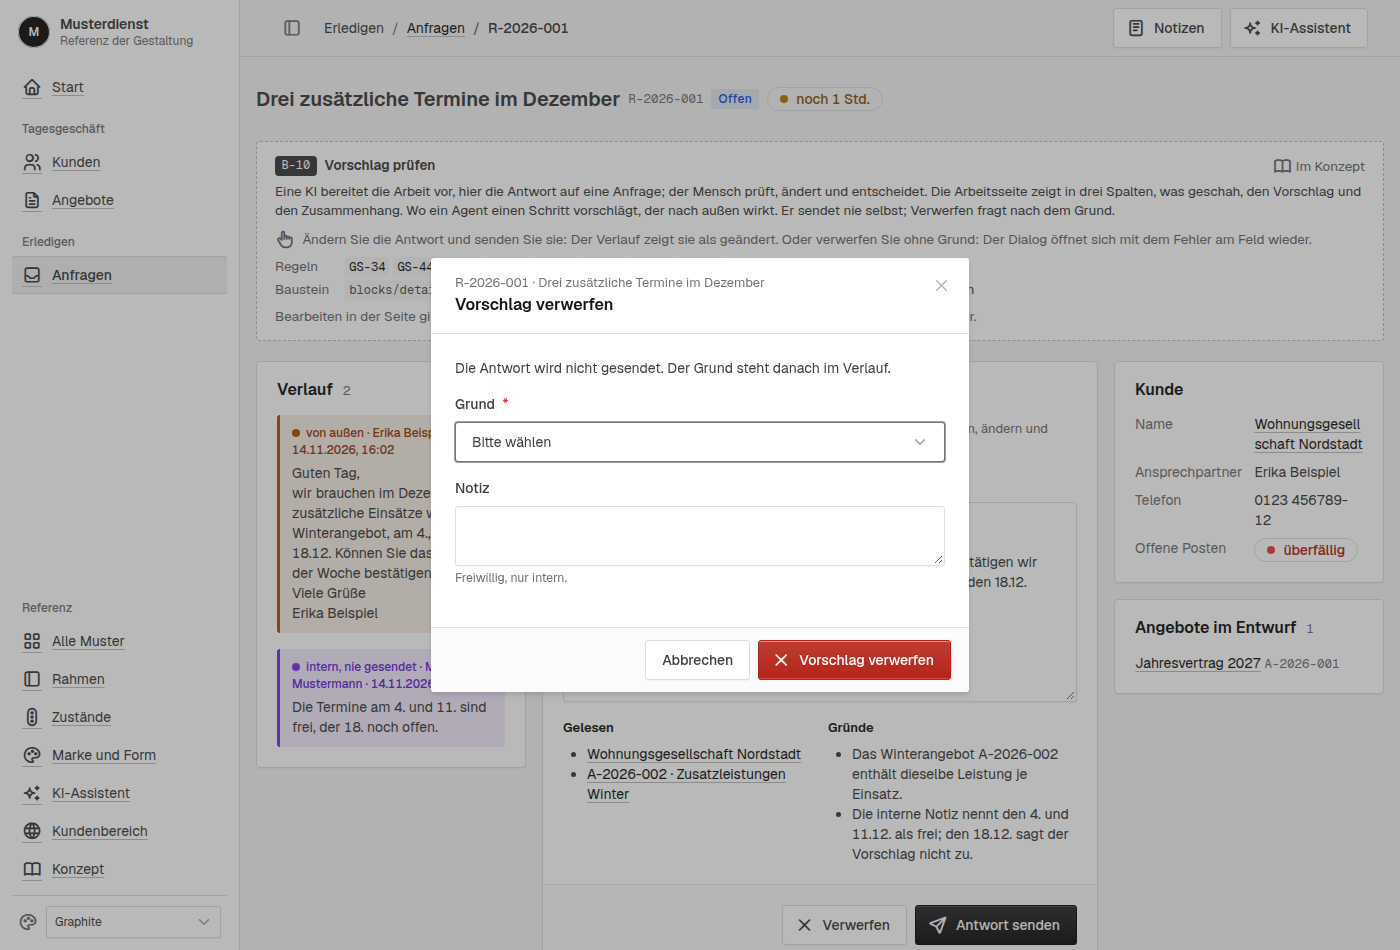 M
Musterdienst
Referenz der Gestaltung
Start
Tagesgeschäft
Kunden
Angebote
Erledigen
Anfragen
Referenz
Alle Muster
Rahmen
Zustände
Marke und Form
KI-Assistent
Kundenbereich
Konzept
Graphite
Erledigen / Anfragen / R-2026-001
Notizen
KI-Assistent
Drei zusätzliche Termine im Dezember R-2026-001 Offen noch 1 Std.
B-10 Vorschlag prüfen
Im Konzept
Eine KI bereitet die Arbeit vor, hier die Antwort auf eine Anfrage; der Mensch prüft, ändert und entscheidet. Die Arbeitsseite zeigt in drei Spalten, was geschah, den Vorschlag und
den Zusammenhang. Wo ein Agent einen Schritt vorschlägt, der nach außen wirkt. Er sendet nie selbst; Verwerfen fragt nach dem Grund.
Ändern Sie die Antwort und senden Sie sie: Der Verlauf zeigt sie als geändert. Oder verwerfen Sie ohne Grund: Der Dialog öffnet sich mit dem Fehler am Feld wieder.
Regeln GS-34
Baustein
Bearbeiten in der Seite
Verlauf 2
von außen · Erika
14.11.2026, 16:02
Guten Tag,
wir brauchen im
zusätzliche Einsätze
Winterangebot, am 4.,
18.12. Können Sie das
der Woche bestätigen
Viele Grüße
Erika Beispiel
intern, nie gesendet ·
Mustermann · 14.11.2026
Die Termine am 4. und 11. sind
frei, der 18. noch offen.
R-2026-001 · Drei zusätzliche Termine im Dezember
Vorschlag verwerfen
Die Antwort wird nicht gesendet. Der Grund steht danach im Verlauf.
Grund *
Bitte wählen
Notiz
Freiwillig, nur intern.
Abbrechen
Vorschlag verwerfen
ändern und
wir
den 18.12.
Gelesen
Wohnungsgesellschaft Nordstadt
A-2026-002 · Zusatzleistungen
Winter
Gründe
Das Winterangebot A-2026-002
enthält dieselbe Leistung je
Einsatz.
Die interne Notiz nennt den 4. und
11.12. als frei; den 18.12. sagt der
Vorschlag nicht zu.
Verwerfen
Antwort senden
Kunde
Name Wohnungsgesell
schaft Nordstadt
Ansprechpartner Erika Beispiel
Telefon 0123 456789-
12
Offene Posten überfällig
Angebote im Entwurf 1
Jahresvertrag 2027 A-2026-001